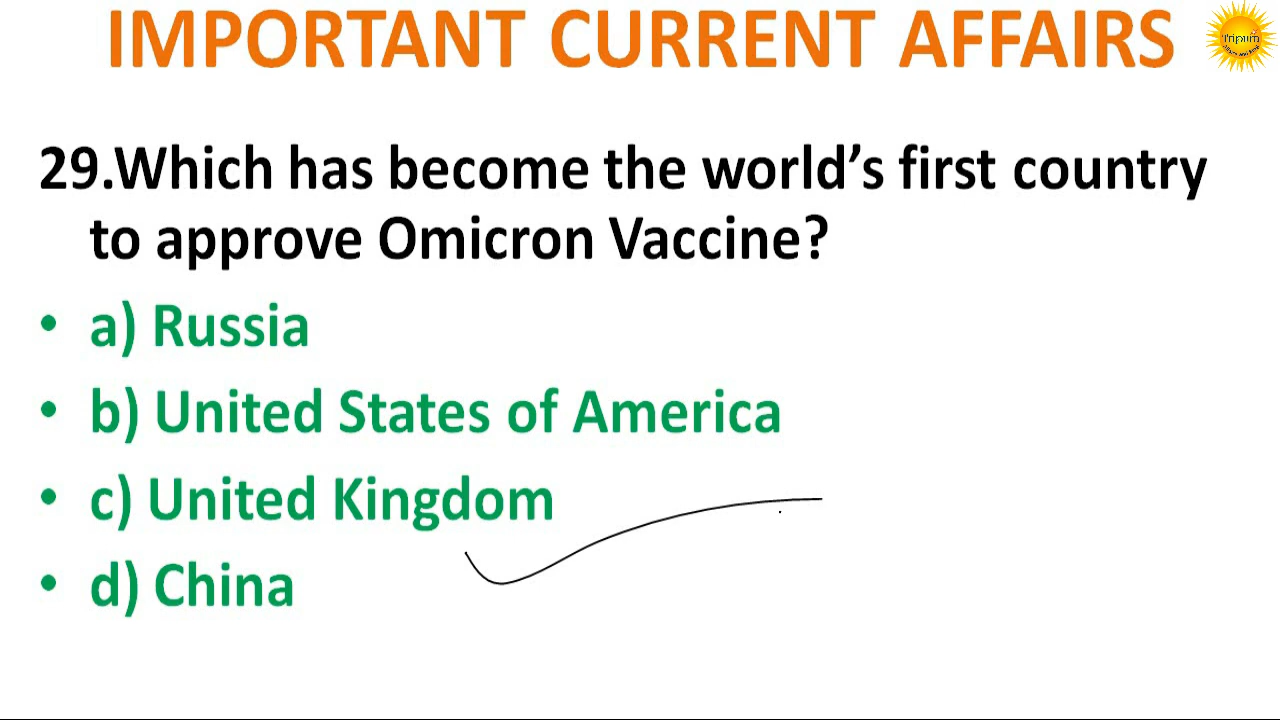 IMPORTANT CURRENT AFFAIRS
Tripura
29.Which has become the world’s first country
to approve Omicron Vaccine?
• a) Russia
• b) United States of America
• c) United Kingdom
• d) China